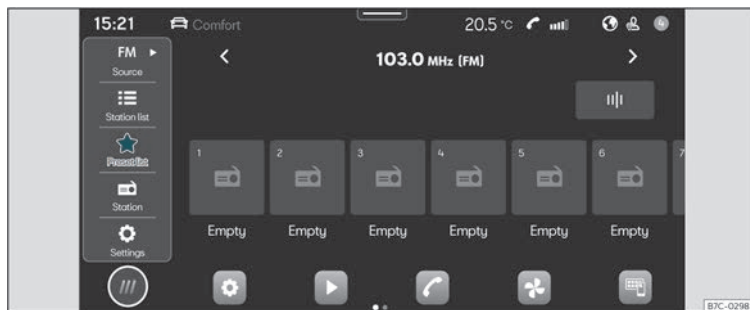 15:21 Comfort 20.5 °C 4
FM
Source
103.0 MHz (FM)
Station list
Preset list
Station
Settings
1 2 3 4 5 6 7
Empty Empty Empty Empty Empty Empty
B7C-0298